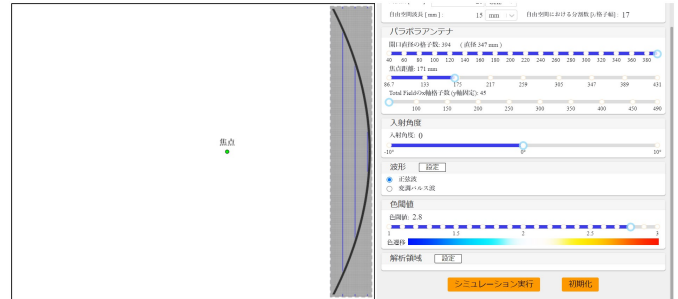 焦点
自由空間波長 [mm] : 15 mm 自由空間における分割数[λ/格子幅] : 17
パラボラアンテナ
開口直径の格子数: 394 (直径 347 mm)
40 60 80 100 120 140 160 180 200 220 240 260 280 300 320 340 360 380
焦点距離: 171 mm
86.7 133 175 217 259 305 347 389 431
Total Fieldのx軸格子数 (y軸固定): 45
100 150 200 250 300 350 400 450 490
入射角度
入射角度: 0
-10° 0° 10°
波形 設定
正弦波
変調パルス波
色閾値
色閾値: 2.8
1 1.5 2 2.5 3
色遷移
解析領域 設定
シミュレーション実行 初期化